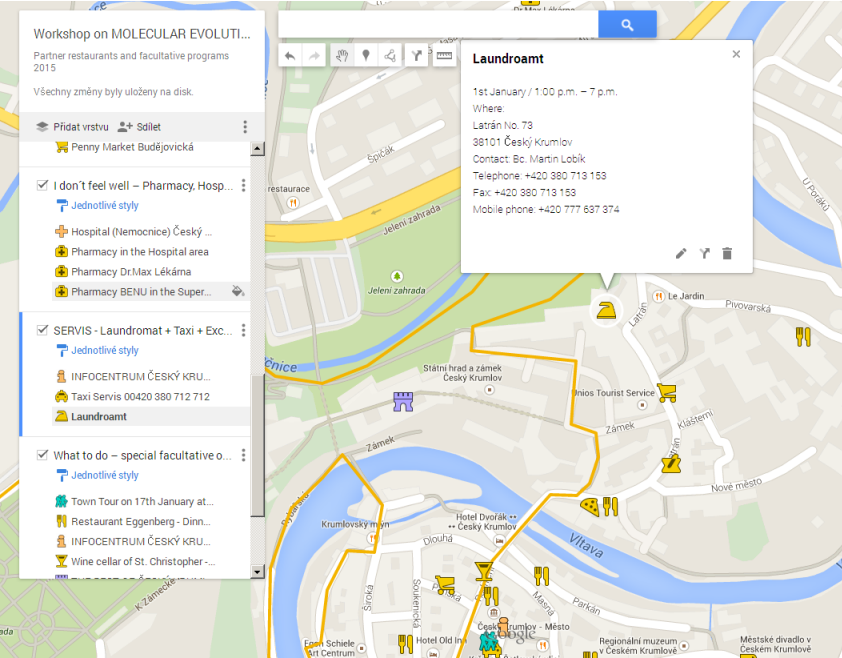 Workshop on MOLECULAR EVOLUTI...
Partner restaurants and facultative programs
2015
Všechny změny byly uloženy na disk.
Přidat vrstvu
Sdílet
Penny Market Budějovická
I don´t feel well – Pharmacy, Hosp...
Jednotlivé styly
Hospital (Nemocnice) Český ...
Pharmacy in the Hospital area
Pharmacy Dr.Max Lékárna
Pharmacy BENU in the Super...
SERVIS - Laundromat + Taxi + Exc...
Jednotlivé styly
INFOCENTRUM ČESKÝ KRU...
Taxi Servis 00420 380 712 712
Laundroamt
What to do – special facultative o...
Jednotlivé styly
Town Tour on 17th January at...
Restaurant Eggenberg - Dinn...
INFOCENTRUM ČESKÝ KRU...
Wine cellar of St. Christopher -...
Laundroamt
1st January / 1:00 p.m. – 7 p.m.
Where:
Latrán No. 73
38101 Český Krumlov
Contact: Bc. Martin Lobík
Telephone: +420 380 713 153
Fax: +420 380 713 153
Mobile phone: +420 777 637 374
Dr.Max Lékárna
Špičák
restaurace
Jelení zahrada
Jelení zahrada
U Poráků
Le Jardin
Pivovarská
Latrán
Státní hrad a zámek
Český Krumlov
Unios Tourist Service
Zámek
Klášterní
Latrán
Zámek
Nové město
Rybářská
Krumlovský mlýn
Hotel Dvořák
Český Krumlov
Vltava
Dlouhá
Široká
Soukenická
Masná
Parkán
K Zámecké
Český Krumlov - Město
Google
Egon Schiele
Art Centrum
Hotel Old Inn
Regionální muzeum
v Českém Krumlově
Městské divadlo v
Českém Krumlově